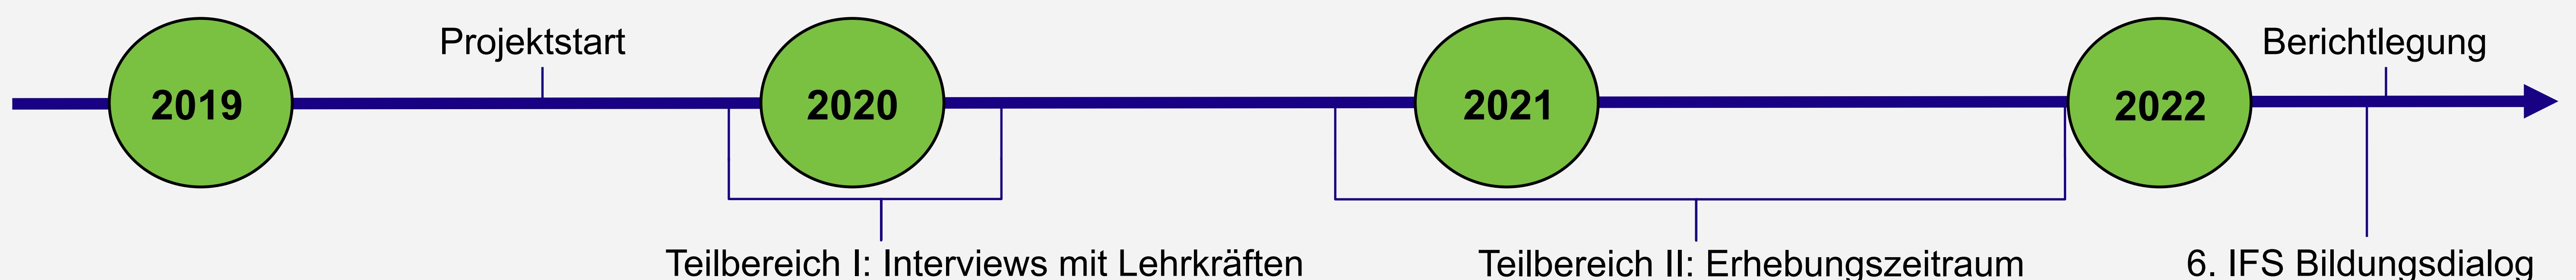 Projektstart
Berichtlegung
2019
2020
2021
2022
Teilbereich I: Interviews mit Lehrkräften
Teilbereich II: Erhebungszeitraum
6. IFS Bildungsdialog